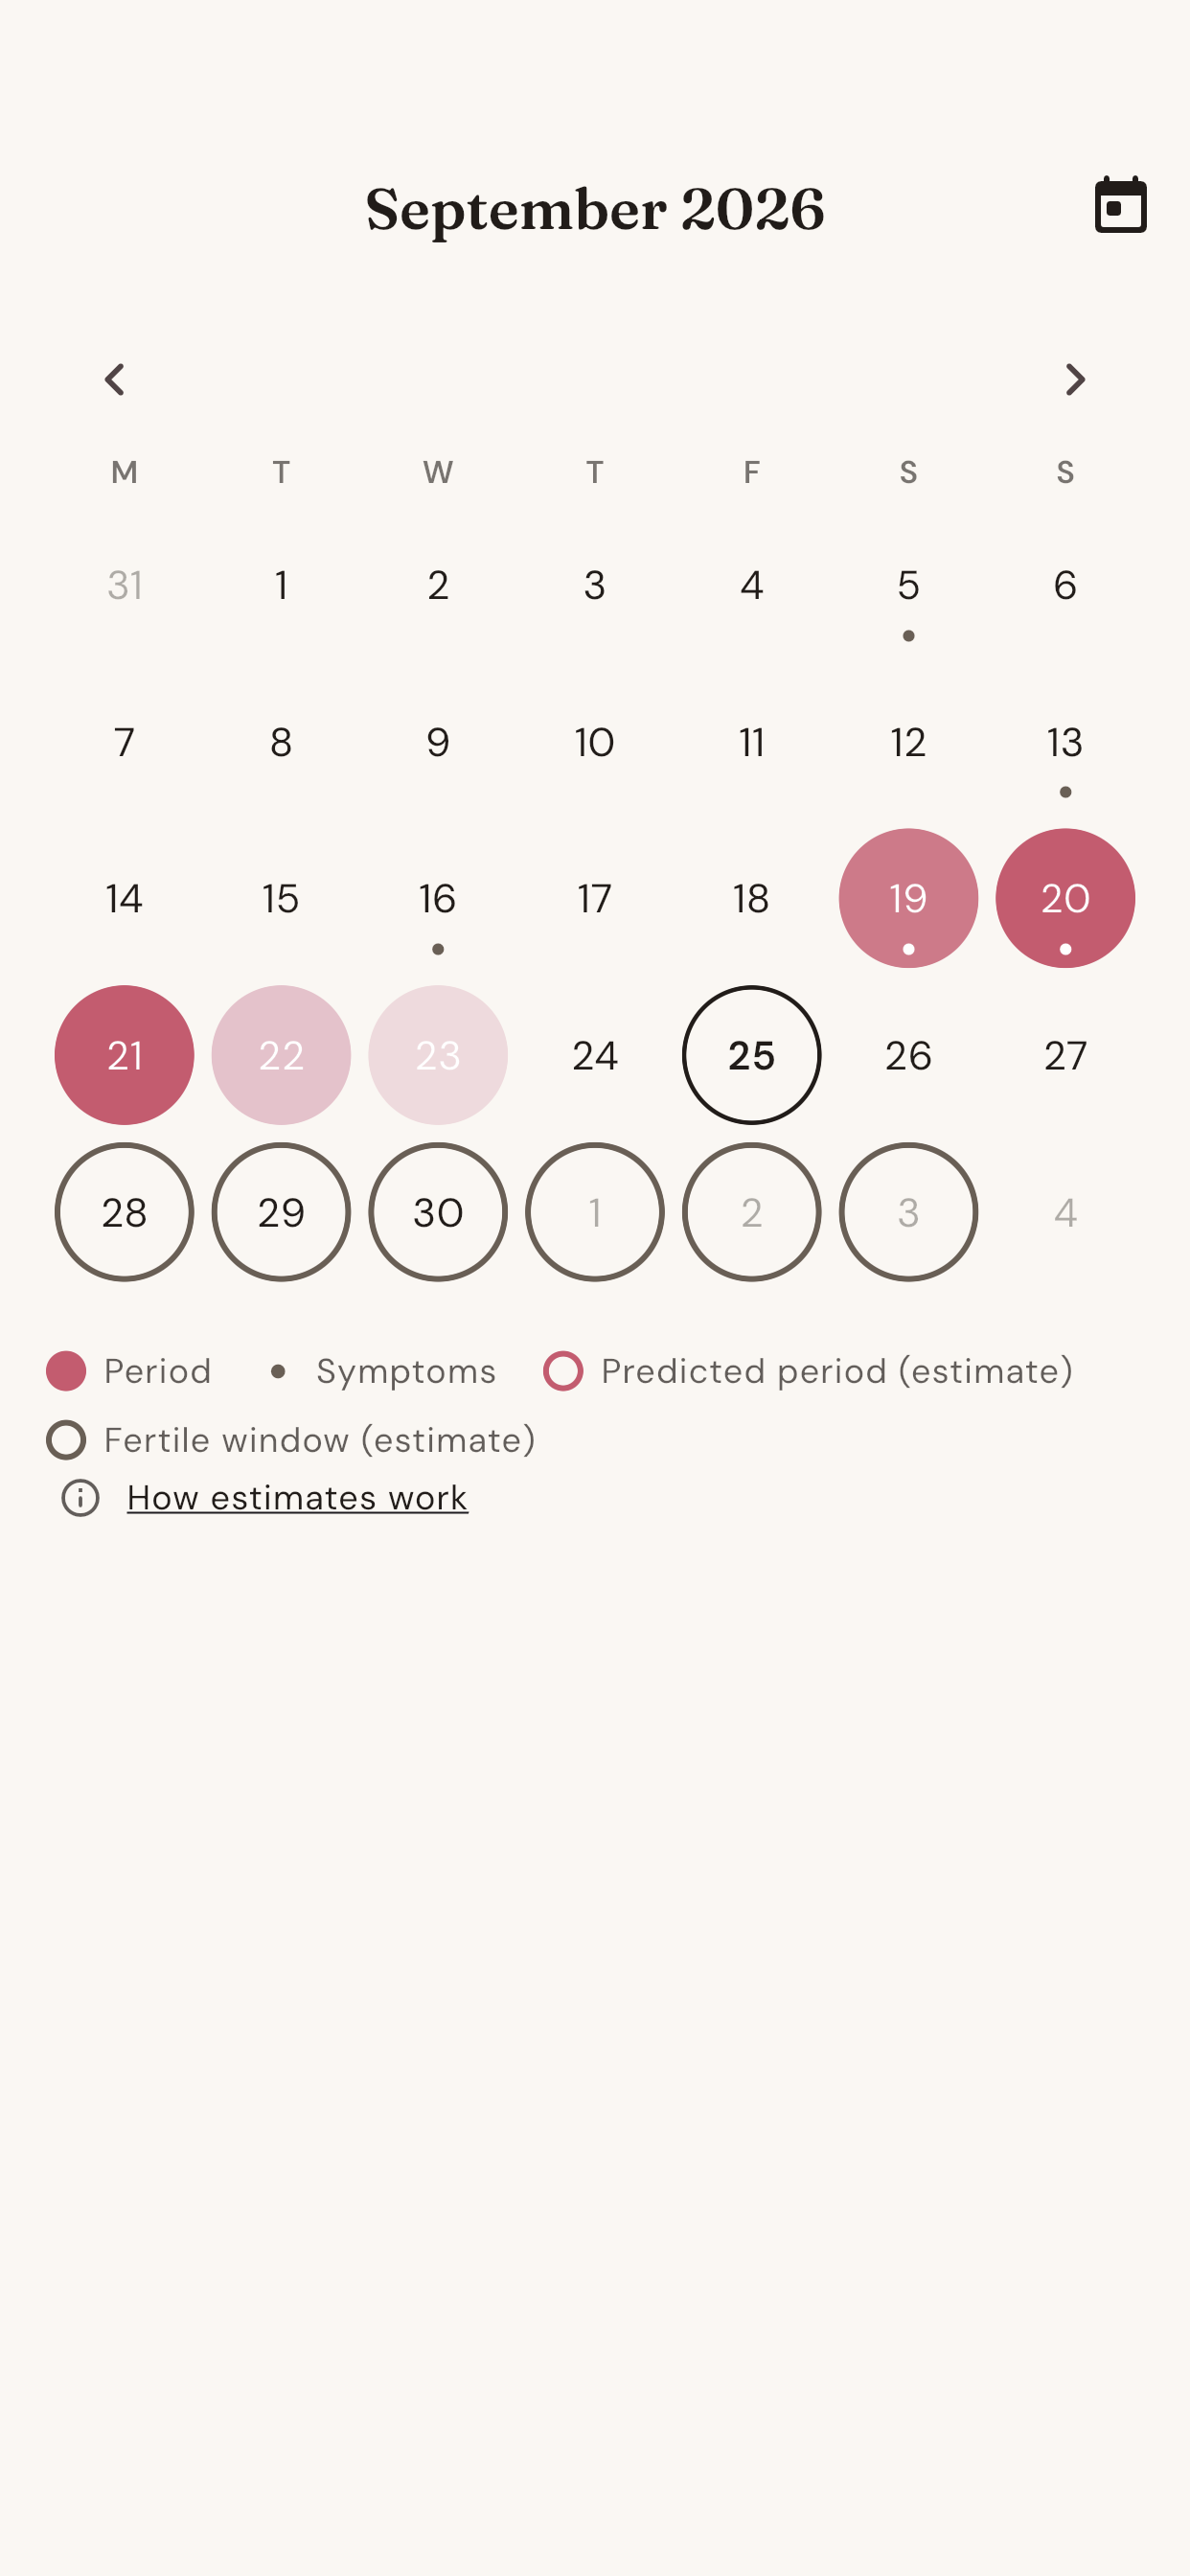 September 2026
M T W T F S S
31 1 2 3 4 5 6
7 8 9 10 11 12 13
14 15 16 17 18 19 20
21 22 23 24 25 26 27
28 29 30 1 2 3 4
Period Symptoms Predicted period (estimate)
Fertile window (estimate)
How estimates work